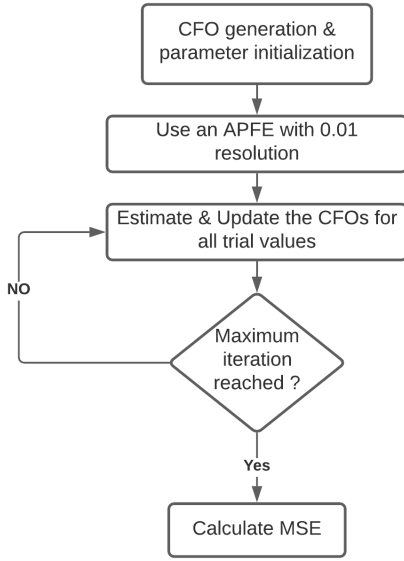 CFO generation &
parameter initialization
Use an APFE with 0.01
resolution
Estimate & Update the CFOs for
all trial values
NO
Maximum
iteration
reached ?
Yes
Calculate MSE